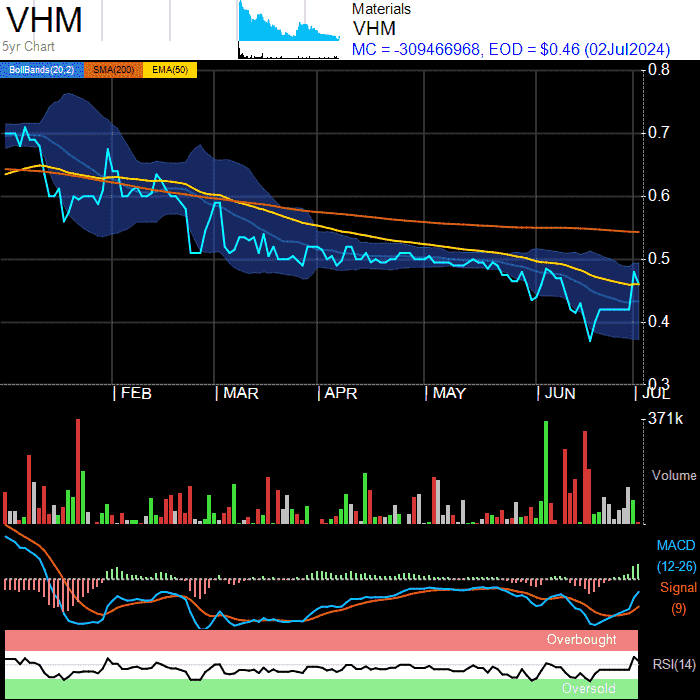 VHM
5yr Chart
Materials
VHM
MC = -309466968, EOD = $0.46 (02Jul2024)
BollBands(20,2) SMA(200) EMA(50)
0.8
0.7
0.6
0.5
0.4
0.3
FEB MAR APR MAY JUN JUL
371k
Volume
MACD
(12-26)
Signal
(9)
Overbought
RSI(14)
Oversold